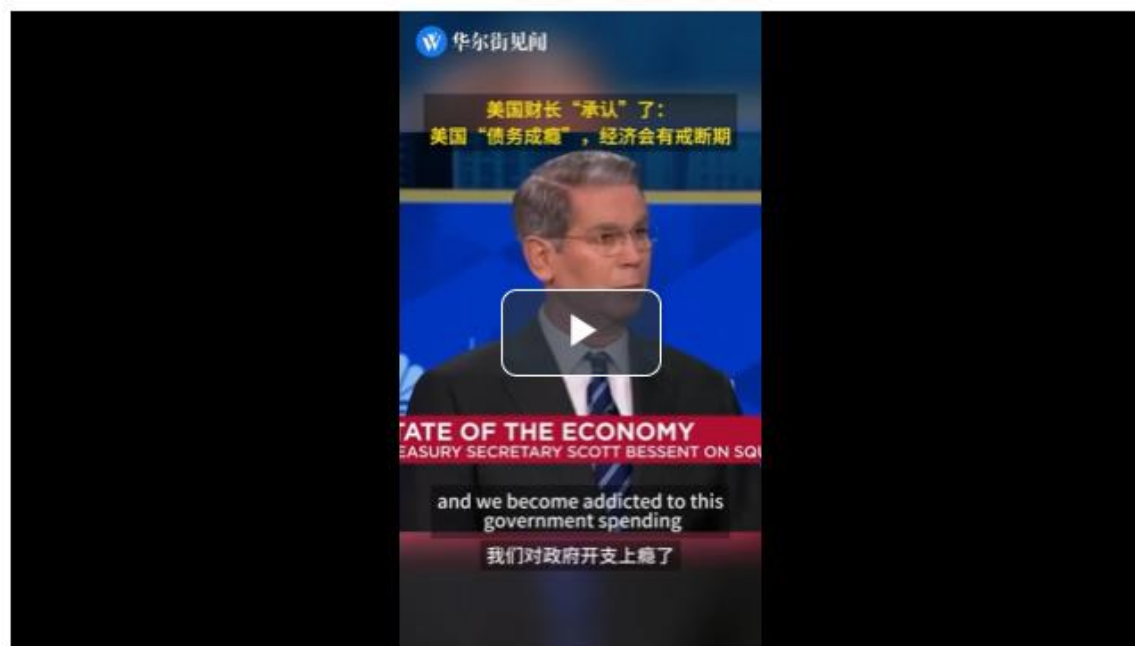 华尔街见闻
美国财长“承认”了：
美国“债务成瘾”，经济会有戒断期
TATE OF THE ECONOMY
EASURY SECRETARY SCOTT BESSENT ON SQU
and we become addicted to this
government spending
我们对政府开支上瘾了